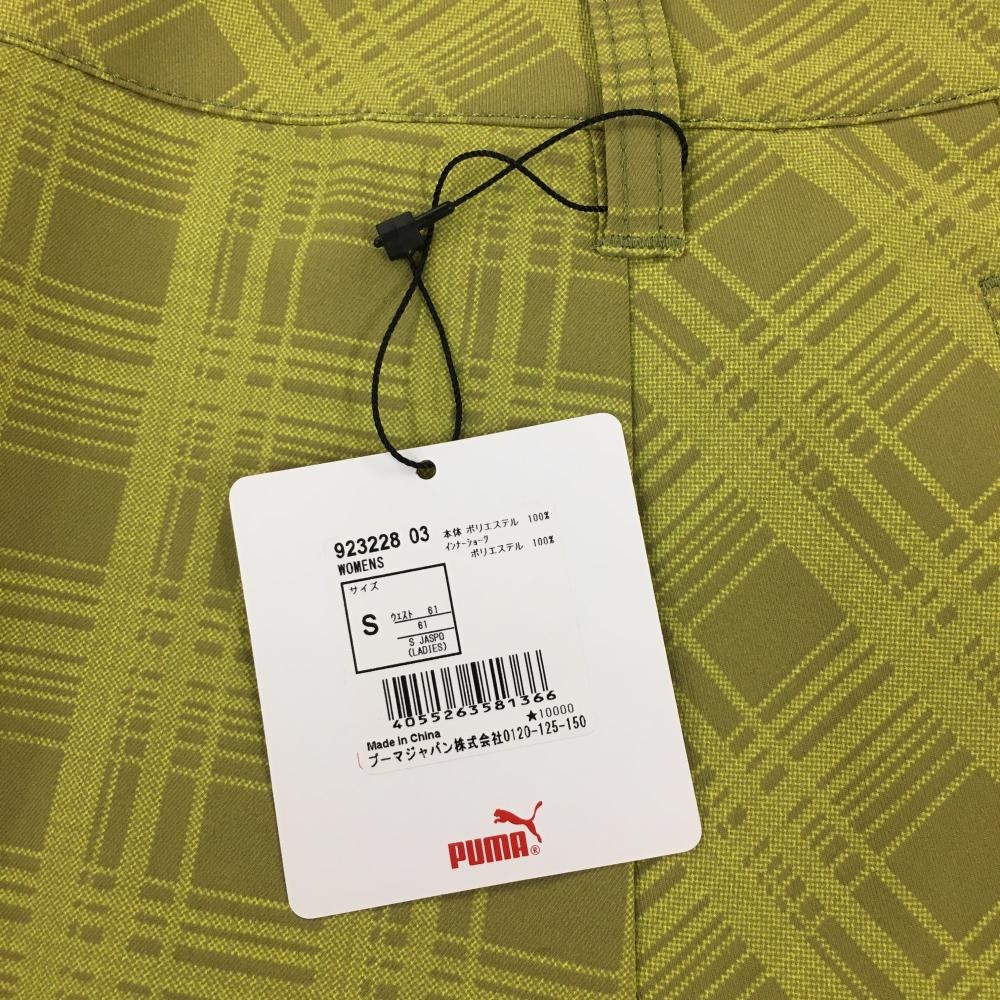 923228 03 本体 ポリエステル 100%
WOMENS インナーショーツ
ポリエステル 100%
サイズ
S ウエスト 61
61
S JASPO
(LADIES)
4055263581366
★10000
Made in China
プーマジャパン株式会社0120-125-150
PUMA®